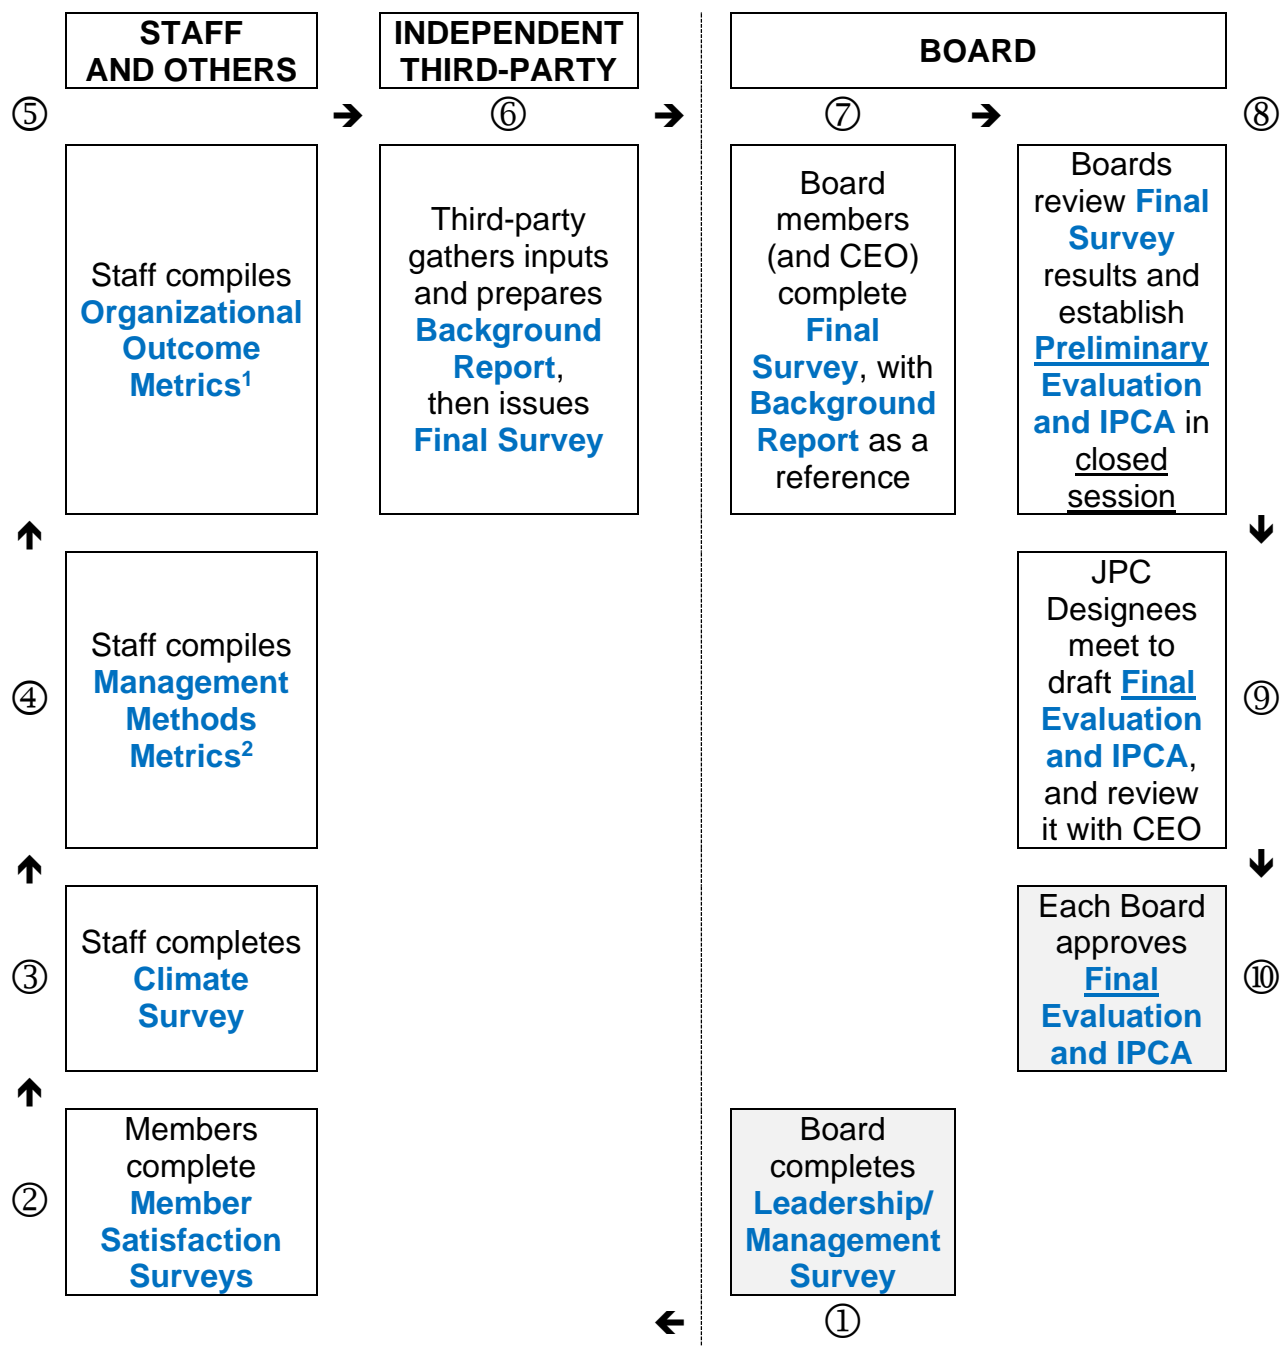 STAFF
AND OTHERS
INDEPENDENT
THIRD-PARTY
BOARD
⑤
➔
⑥
➔
⑦
➔
⑧
Staff compiles
Organizational
Outcome
Metrics¹
Third-party
gathers inputs
and prepares
Background
Report,
then issues
Final Survey
Board
members
(and CEO)
complete
Final
Survey, with
Background
Report as a
reference
Boards
review Final
Survey
results and
establish
Preliminary
Evaluation
and IPCA in
closed
session
④
Staff compiles
Management
Methods
Metrics²
JPC
Designees
meet to
draft Final
Evaluation
and IPCA,
and review
it with CEO
⑨
③
Staff completes
Climate
Survey
Each Board
approves
Final
Evaluation
and IPCA
⑩
②
Members
complete
Member
Satisfaction
Surveys
Board
completes
Leadership/
Management
Survey
①